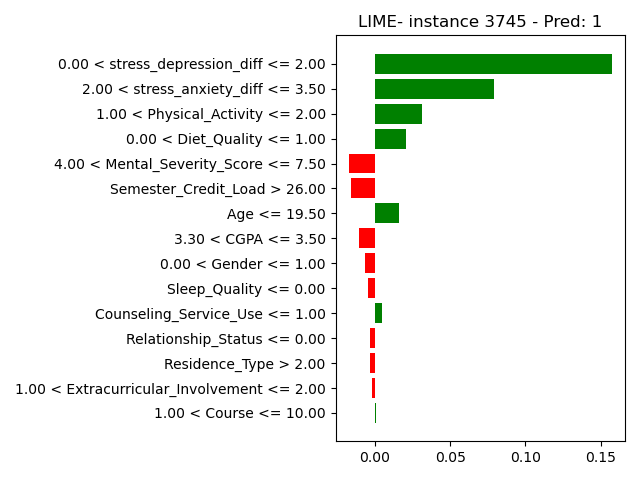 LIME- instance 3745 - Pred: 1
0.00 < stress_depression_diff <= 2.00
2.00 < stress_anxiety_diff <= 3.50
1.00 < Physical_Activity <= 2.00
0.00 < Diet_Quality <= 1.00
4.00 < Mental_Severity_Score <= 7.50
Semester_Credit_Load > 26.00
Age <= 19.50
3.30 < CGPA <= 3.50
0.00 < Gender <= 1.00
Sleep_Quality <= 0.00
Counseling_Service_Use <= 1.00
Relationship_Status <= 0.00
Residence_Type > 2.00
1.00 < Extracurricular_Involvement <= 2.00
1.00 < Course <= 10.00
0.00 0.05 0.10 0.15